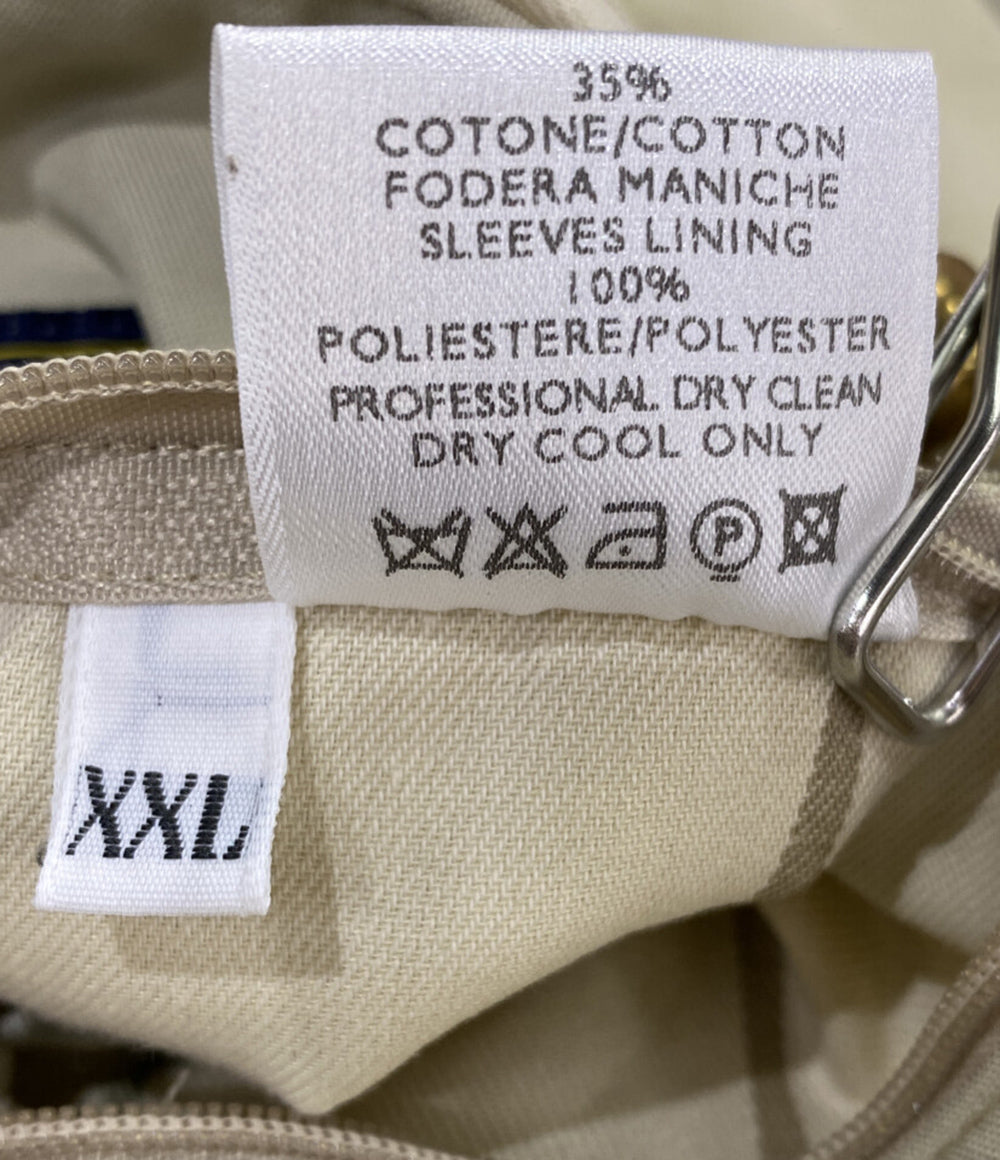 35%
COTONE/COTTON
FODERA MANICHE
SLEEVES LINING
100%
POLIESTERE/POLYESTER
PROFESSIONAL DRY CLEAN
DRY COOL ONLY
P
XXL